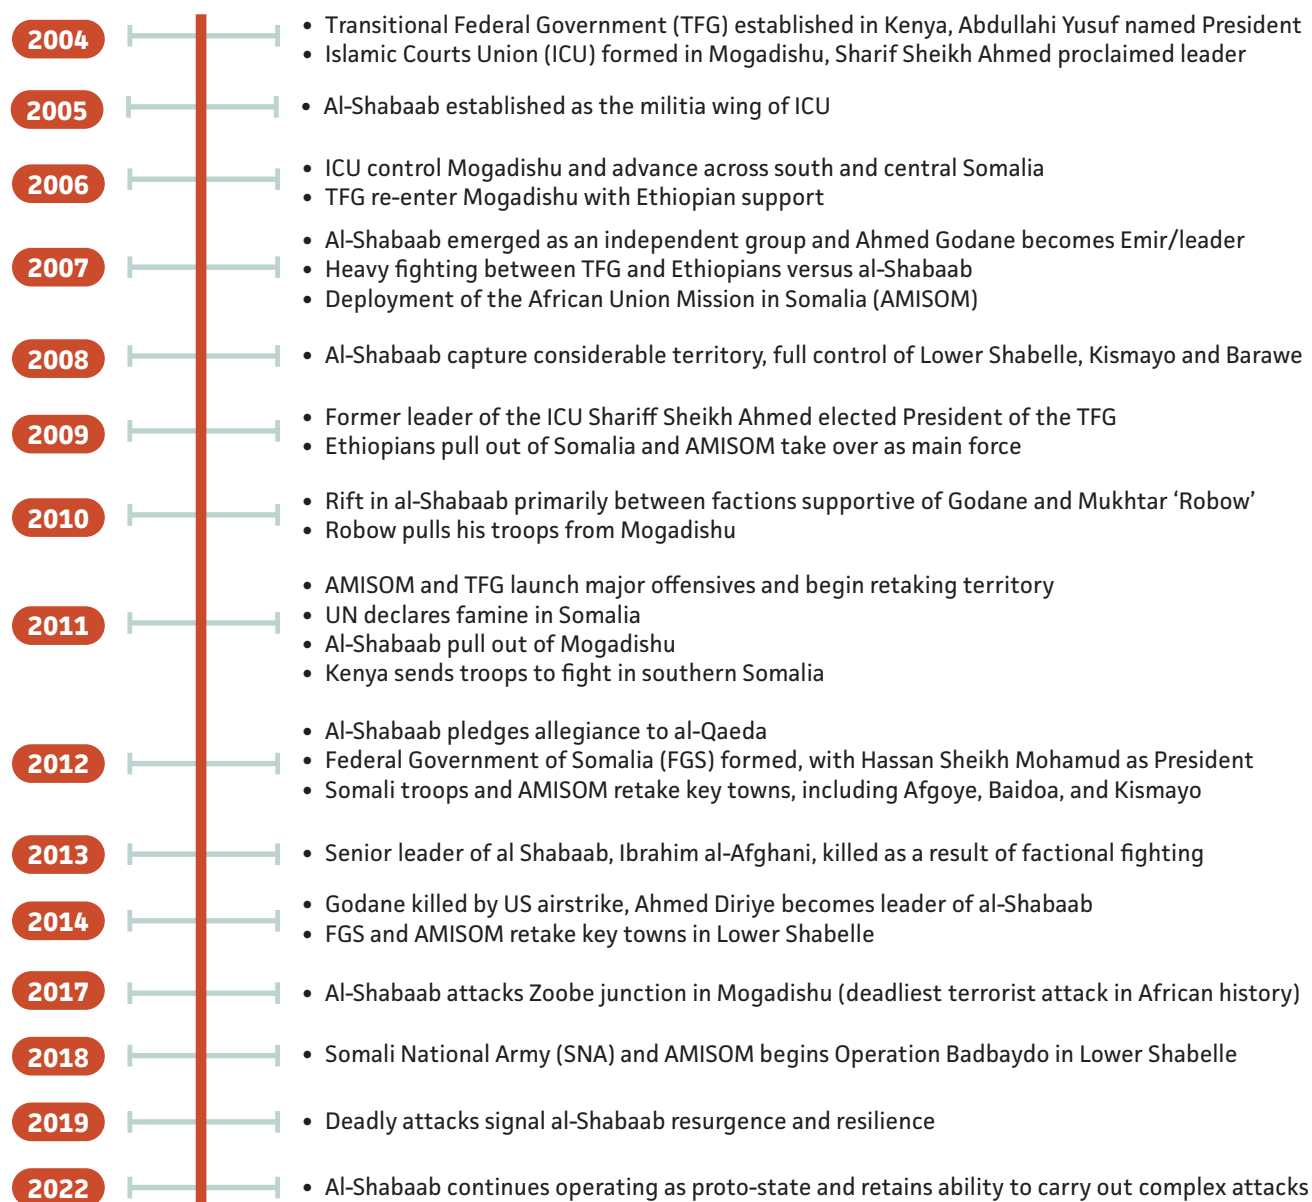 2004
• Transitional Federal Government (TFG) established in Kenya, Abdullahi Yusuf named President
• Islamic Courts Union (ICU) formed in Mogadishu, Sharif Sheikh Ahmed proclaimed leader
2005
• Al-Shabaab established as the militia wing of ICU
2006
• ICU control Mogadishu and advance across south and central Somalia
• TFG re-enter Mogadishu with Ethiopian support
2007
• Al-Shabaab emerged as an independent group and Ahmed Godane becomes Emir/leader
• Heavy fighting between TFG and Ethiopians versus al-Shabaab
• Deployment of the African Union Mission in Somalia (AMISOM)
2008
• Al-Shabaab capture considerable territory, full control of Lower Shabelle, Kismayo and Barawe
2009
• Former leader of the ICU Shariff Sheikh Ahmed elected President of the TFG
• Ethiopians pull out of Somalia and AMISOM take over as main force
2010
• Rift in al-Shabaab primarily between factions supportive of Godane and Mukhtar ‘Robow’
• Robow pulls his troops from Mogadishu
2011
• AMISOM and TFG launch major offensives and begin retaking territory
• UN declares famine in Somalia
• Al-Shabaab pull out of Mogadishu
• Kenya sends troops to fight in southern Somalia
2012
• Al-Shabaab pledges allegiance to al-Qaeda
• Federal Government of Somalia (FGS) formed, with Hassan Sheikh Mohamud as President
• Somali troops and AMISOM retake key towns, including Afgoye, Baidoa, and Kismayo
2013
• Senior leader of al Shabaab, Ibrahim al-Afghani, killed as a result of factional fighting
2014
• Godane killed by US airstrike, Ahmed Diriye becomes leader of al-Shabaab
• FGS and AMISOM retake key towns in Lower Shabelle
2017
• Al-Shabaab attacks Zoobe junction in Mogadishu (deadliest terrorist attack in African history)
2018
• Somali National Army (SNA) and AMISOM begins Operation Badbaydo in Lower Shabelle
2019
• Deadly attacks signal al-Shabaab resurgence and resilience
2022
• Al-Shabaab continues operating as proto-state and retains ability to carry out complex attacks